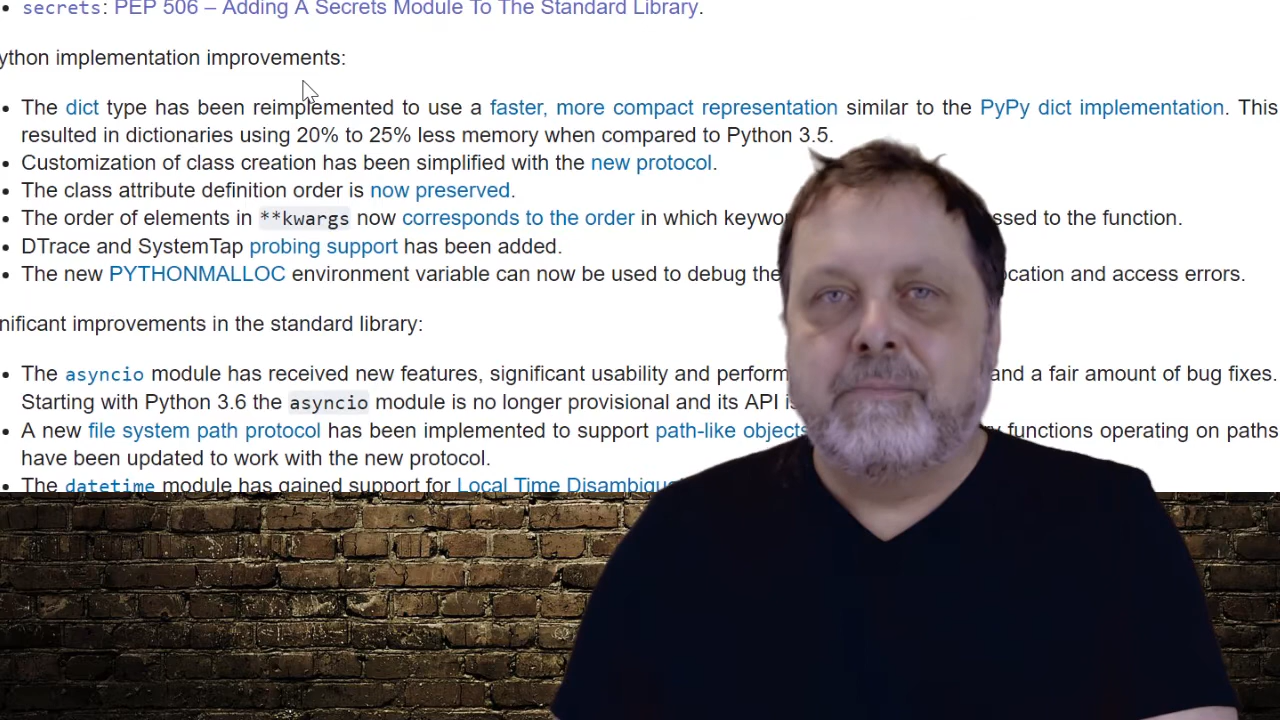 secrets: PEP 506 – Adding A Secrets Module To The Standard Library.
ython implementation improvements:
The dict type has been reimplemented to use a faster, more compact representation similar to the PyPy dict implementation. This
resulted in dictionaries using 20% to 25% less memory when compared to Python 3.5.
Customization of class creation has been simplified with the new protocol.
The class attribute definition order is now preserved.
The order of elements in **kwargs now corresponds to the order in which keywor ssed to the function.
DTrace and SystemTap probing support has been added.
The new PYTHONMALLOC environment variable can now be used to debug the ocation and access errors.
nificant improvements in the standard library:
The asyncio module has received new features, significant usability and perform and a fair amount of bug fixes.
Starting with Python 3.6 the asyncio module is no longer provisional and its API
A new file system path protocol has been implemented to support path-like objects functions operating on paths
have been updated to work with the new protocol.
The datetime module has gained support for Local Time Disambigu